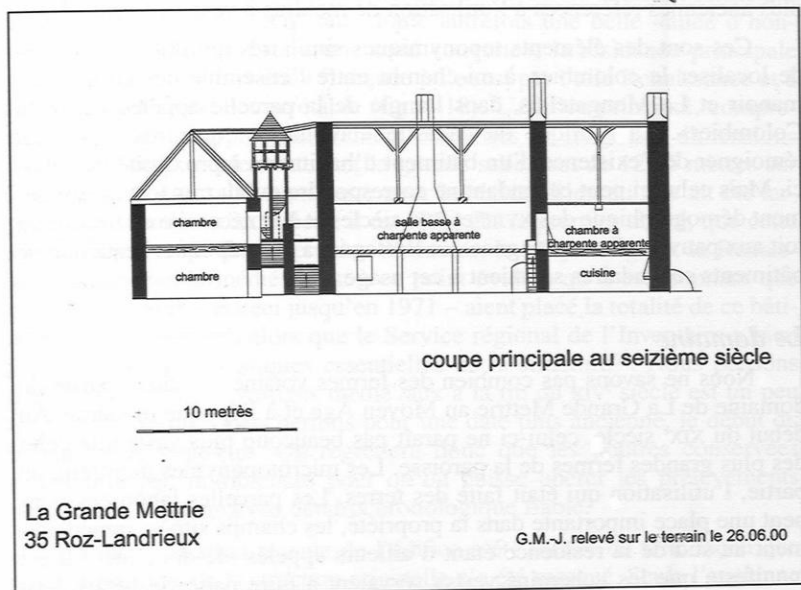 chambre
chambre
salle basse à
charpente apparente
chambre à
charpente apparente
cuisine
coupe principale au seizième siècle
10 metrès
La Grande Mettrie
35 Roz-Landrieux
G.M.-J. relevé sur le terrain le 26.06.00